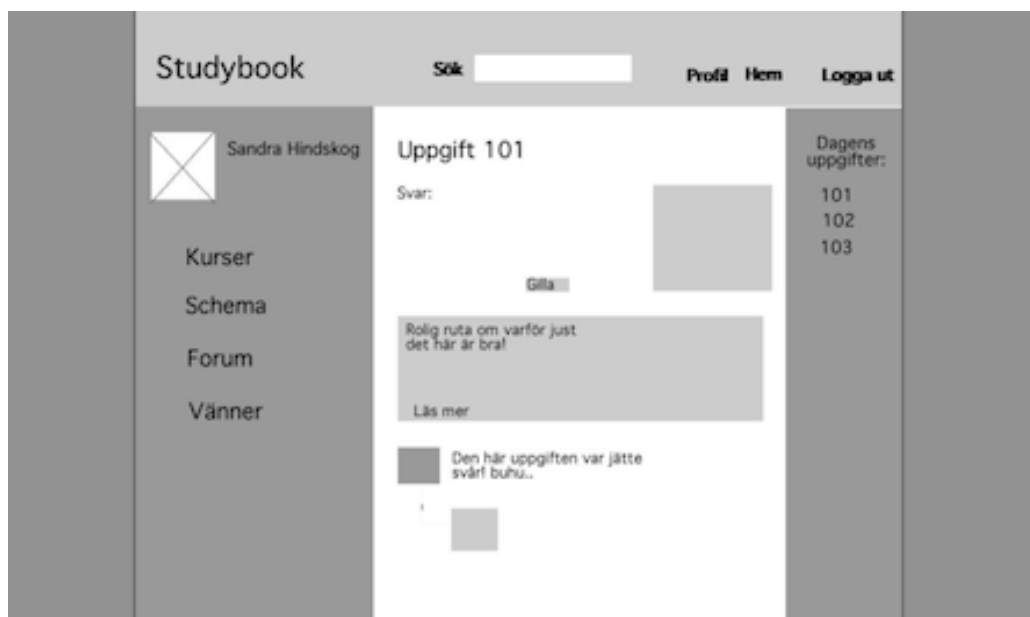 Studybook
Sök
Profil Hem Logga ut
Sandra Hindskog
Kurser
Schema
Forum
Vänner
Uppgift 101
Svar:
Gilla
Rolig ruta om varför just
det här är bra!
Läs mer
Den här uppgiften var jätte
svår! buhu..
Dagens
uppgifter:
101
102
103